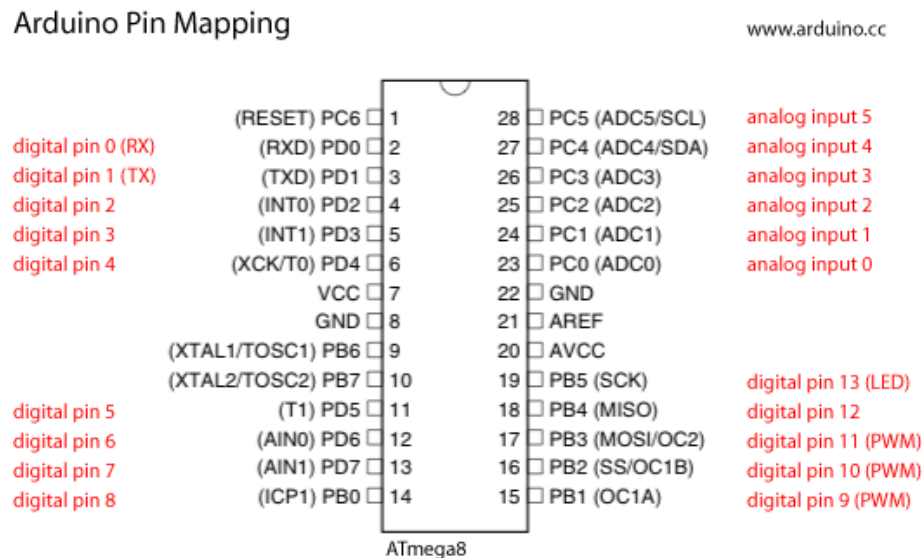 Arduino Pin Mapping www.arduino.cc
(RESET) PC6 1 28 PC5 (ADC5/SCL) analog input 5
digital pin 0 (RX) (RXD) PD0 2 27 PC4 (ADC4/SDA) analog input 4
digital pin 1 (TX) (TXD) PD1 3 26 PC3 (ADC3) analog input 3
digital pin 2 (INT0) PD2 4 25 PC2 (ADC2) analog input 2
digital pin 3 (INT1) PD3 5 24 PC1 (ADC1) analog input 1
digital pin 4 (XCK/T0) PD4 6 23 PC0 (ADC0) analog input 0
VCC 7 22 GND
GND 8 21 AREF
(XTAL1/TOSC1) PB6 9 20 AVCC
(XTAL2/TOSC2) PB7 10 19 PB5 (SCK) digital pin 13 (LED)
digital pin 5 (T1) PD5 11 18 PB4 (MISO) digital pin 12
digital pin 6 (AIN0) PD6 12 17 PB3 (MOSI/OC2) digital pin 11 (PWM)
digital pin 7 (AIN1) PD7 13 16 PB2 (SS/OC1B) digital pin 10 (PWM)
digital pin 8 (ICP1) PB0 14 15 PB1 (OC1A) digital pin 9 (PWM)
ATmega8